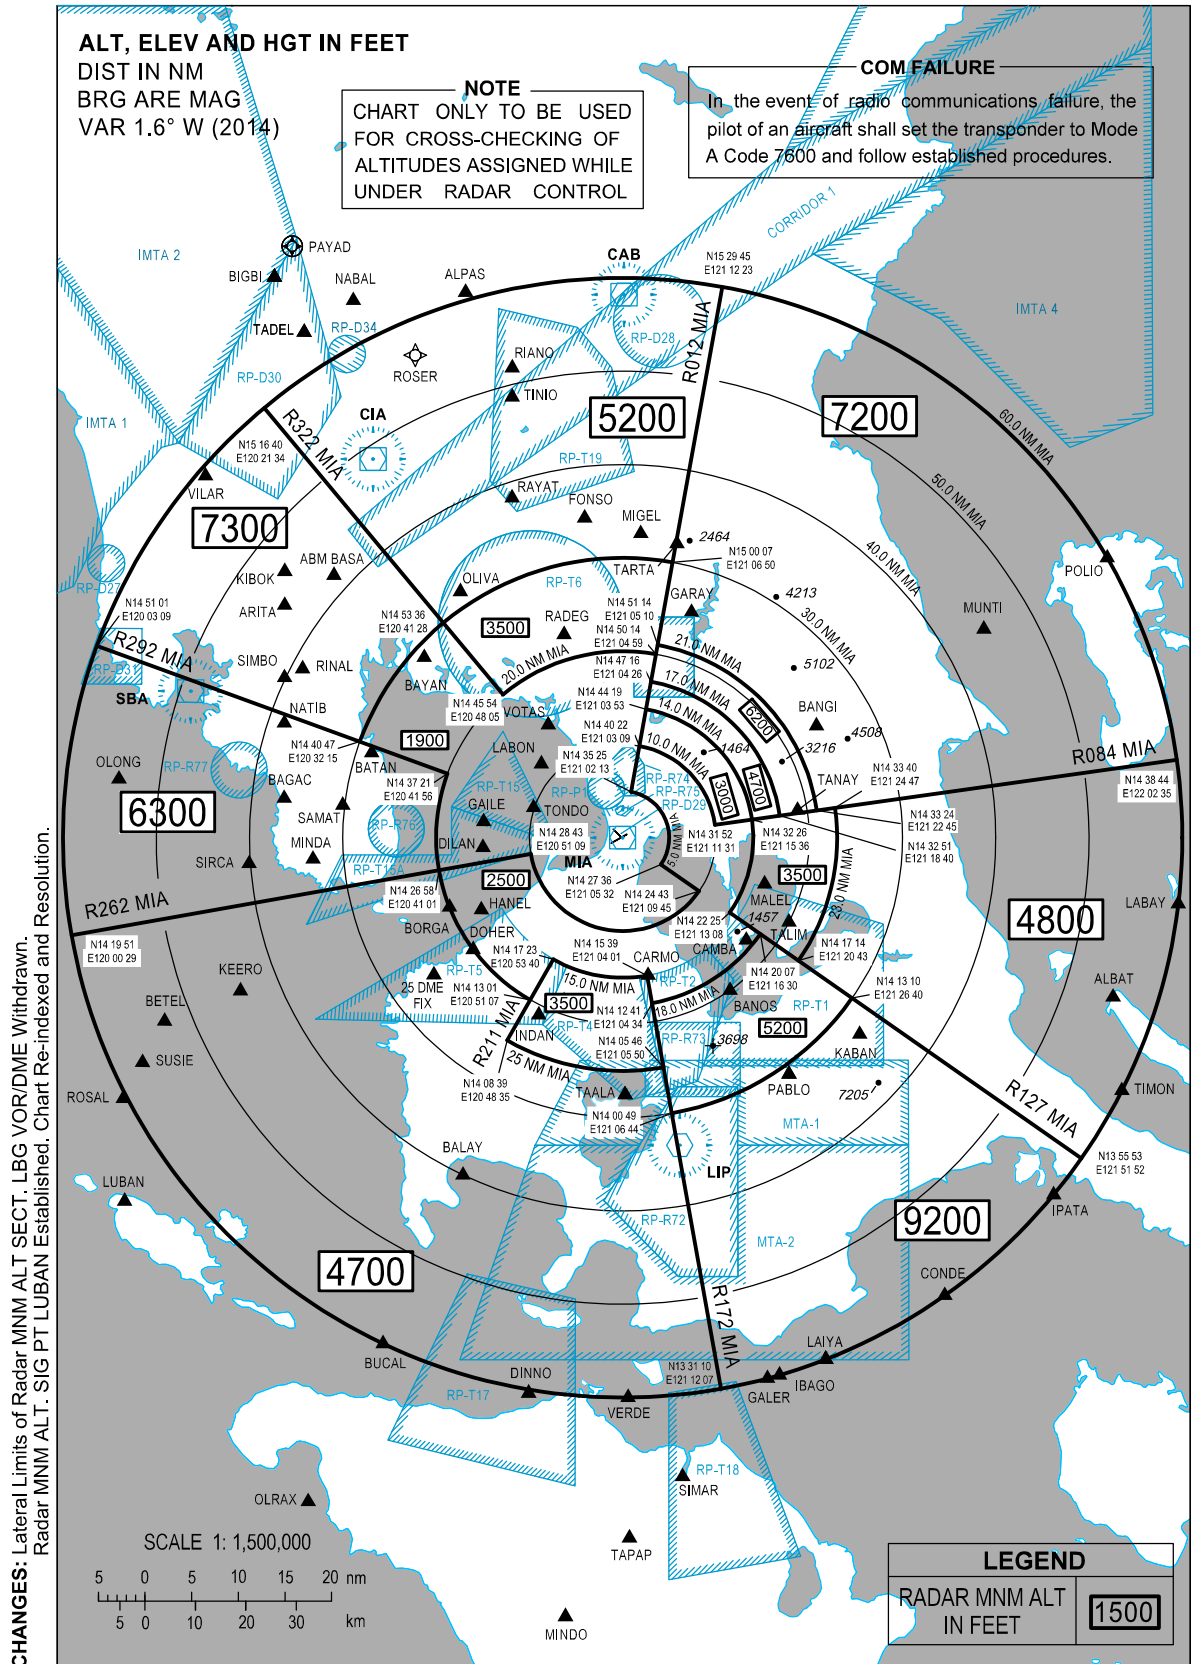 ALT, ELEV AND HGT IN FEET
DIST IN NM
BRG ARE MAG
VAR 1.6° W (2014)
NOTE
CHART ONLY TO BE USED
FOR CROSS-CHECKING OF
ALTITUDES ASSIGNED WHILE
UNDER RADAR CONTROL
COM FAILURE
In the event of radio communications failure, the
pilot of an aircraft shall set the transponder to Mode
A Code 7600 and follow established procedures.
CORRIDOR 1
IMTA 2
PAYAD
BIGBI
NABAL
ALPAS
CAB
N15 29 45
E121 12 23
IMTA 4
TADEL
RP-D34
ROSER
RP-D28
R012 MIA
RIANO
RP-D30
TINIO
IMTA 1
R322 MIA
CIA
5200
7200
60.0 NM MIA
N15 16 40
E120 21 34
VILAR
RP-T19
50.0 NM MIA
RAYAT
FONSO
7300
MIGEL
2464
40.0 NM MIA
ABM BASA
KIBOK
RP-D27
TARTA
N15 00 07
E121 06 50
POLIO
OLIVA
RP-T6
4213
ARITA
N14 51 01
E120 03 09
N14 53 36
E120 41 28
3500
RADEG
N14 51 14
E121 05 10
GARAY
MUNTI
30.0 NM MIA
N14 50 14
E121 04 59
R292 MIA
SIMBO
RINAL
RP-D31
SBA
BAYAN
20.0 NM MIA
N14 47 16
E121 04 26
21.0 NM MIA
17.0 NM MIA
5102
N14 44 19
E121 03 53
14.0 NM MIA
NATIB
N14 45 54
E120 48 05
VOTAS
6200
BANGI
N14 40 22
E121 03 09
10.0 NM MIA
1464
4508
1900
N14 40 47
E120 32 15
BATAN
LABON
N14 35 25
E121 02 13
3216
R084 MIA
OLONG
RP-R77
BAGAC
N14 37 21
E120 41 56
RP-T15
RP-P1
RP-R74
RP-R75
RP-D29
4700
3000
TANAY
N14 33 40
E121 24 47
N14 38 44
E122 02 35
6300
SAMAT
RP-R76
GAILE
TONDO
N14 33 24
E121 22 45
MINDA
DILAN
N14 28 43
E120 51 09
MIA
5.0 NM MIA
N14 31 52
E121 11 31
N14 32 26
E121 15 36
N14 32 51
E121 18 40
SIRCA
RP-T15A
2500
N14 27 36
E121 05 32
3500
23.0 NM MIA
R262 MIA
N14 26 58
E120 41 01
HANEL
N14 24 43
E121 09 45
MALEL
LABAY
BORGA
N14 22 25
E121 13 08
1457
TALIM
4800
N14 19 51
E120 00 29
DOHER
N14 17 23
E120 53 40
N14 15 39
E121 04 01
CARMO
CAMBA
N14 17 14
E121 20 43
KEERO
25 DME
FIX
RP-T5
N14 13 01
E120 51 07
15.0 NM MIA
RP-T2
N14 20 07
E121 16 30
N14 13 10
E121 26 40
ALBAT
BETEL
3500
18.0 NM MIA
BANOS
RP-T1
INDAN
RP-T4
N14 12 41
E121 04 34
5200
R211 MIA
RP-R73
3698
KABAN
SUSIE
25 NM MIA
N14 05 46
E121 05 50
N14 08 39
E120 48 35
TAALA
PABLO
7205
R127 MIA
TIMON
ROSAL
N14 00 49
E121 06 44
MTA-1
BALAY
LIP
N13 55 53
E121 51 52
LUBAN
IPATA
RP-R72
9200
MTA-2
4700
CONDE
R172 MIA
LAIYA
BUCAL
DINNO
N13 31 10
E121 12 07
IBAGO
GALER
RP-T17
VERDE
RP-T18
SIMAR
OLRAX
TAPAP
SCALE 1: 1,500,000
5 0 5 10 15 20 nm
5 0 10 20 30 km
MINDO
LEGEND
RADAR MNM ALT
IN FEET
1500
CHANGES: Lateral Limits of Radar MNM ALT SECT. LBG VOR/DME Withdrawn.
Radar MNM ALT. SIG PT LUBAN Established. Chart Re-indexed and Resolution.